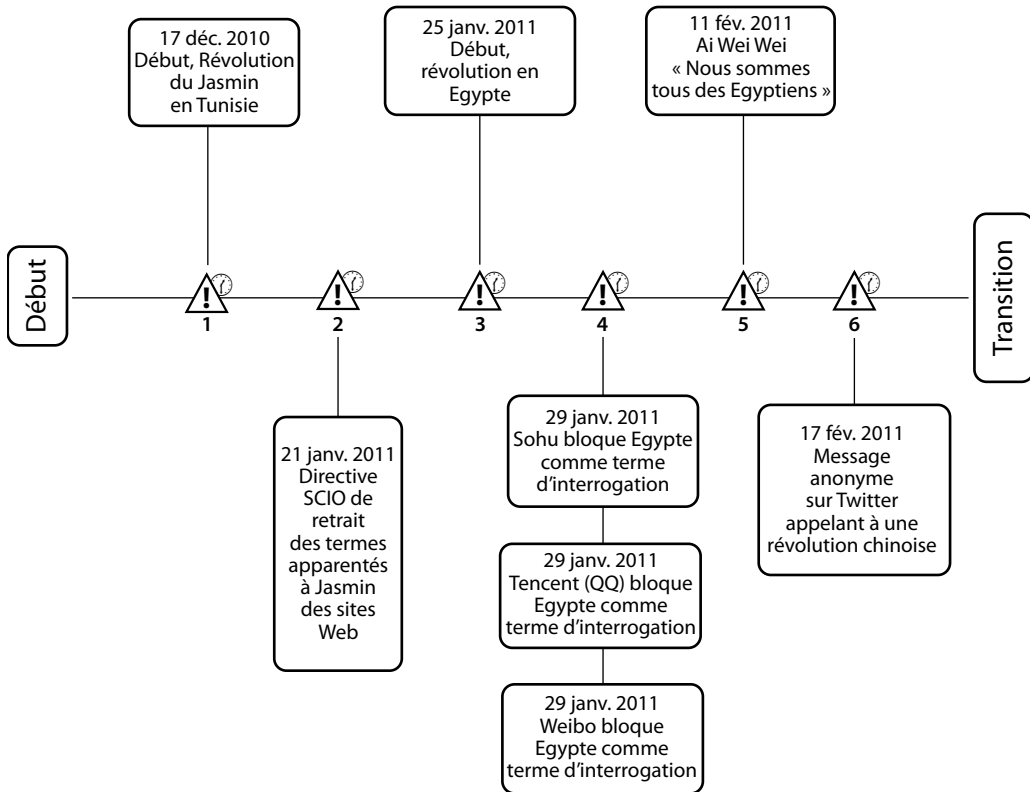 17 déc. 2010
Début, Révolution
du Jasmin
en Tunisie
25 janv. 2011
Début,
révolution en
Egypte
11 fév. 2011
Ai Wei Wei
« Nous sommes
tous des Egyptiens »
Début
1
2
3
4
5
6
Transition
21 janv. 2011
Directive
SCIO de
retrait
des termes
apparentés
à Jasmin
des sites
Web
29 janv. 2011
Sohu bloque Egypte
comme terme
d'interrogation
29 janv. 2011
Tencent (QQ) bloque
Egypte comme
terme d'interrogation
29 janv. 2011
Weibo bloque
Egypte comme
terme d'interrogation
17 fév. 2011
Message
anonyme
sur Twitter
appelant à une
révolution chinoise